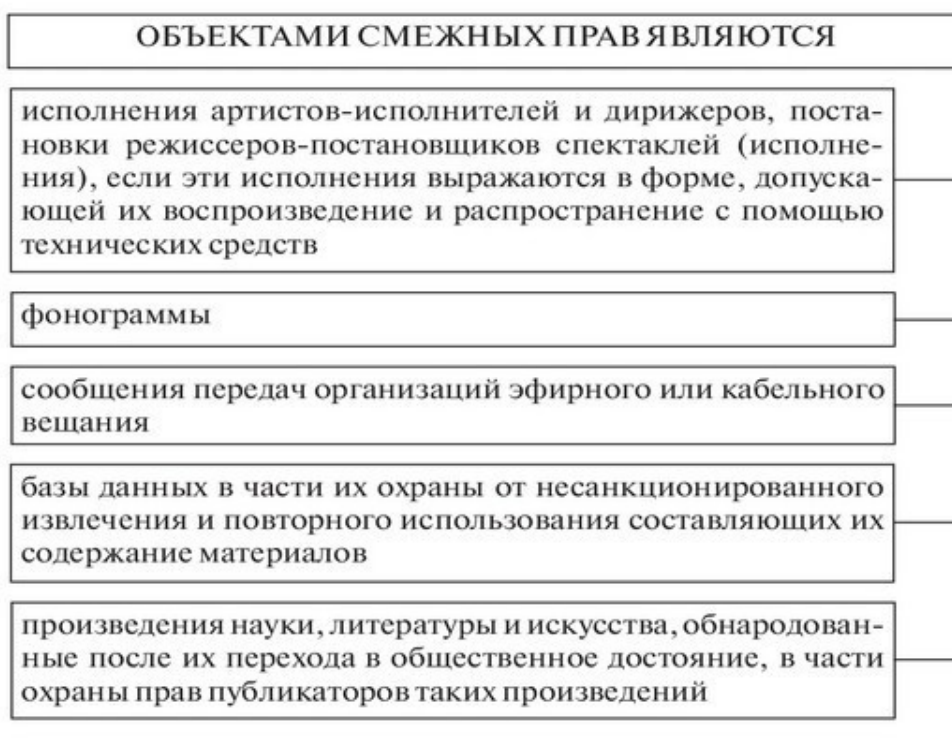 ОБЪЕКТАМИ СМЕЖНЫХ ПРАВ ЯВЛЯЮТСЯ
исполнения артистов-исполнителей и дирижеров, поста-
новки режиссеров-постановщиков спектаклей (исполне-
ния), если эти исполнения выражаются в форме, допуска-
ющей их воспроизведение и распространение с помощью
технических средств
фонограммы
сообщения передач организаций эфирного или кабельного
вещания
базы данных в части их охраны от несанкционированного
извлечения и повторного использования составляющих их
содержание материалов
произведения науки, литературы и искусства, обнародован-
ные после их перехода в общественное достояние, в части
охраны прав публикаторов таких произведений